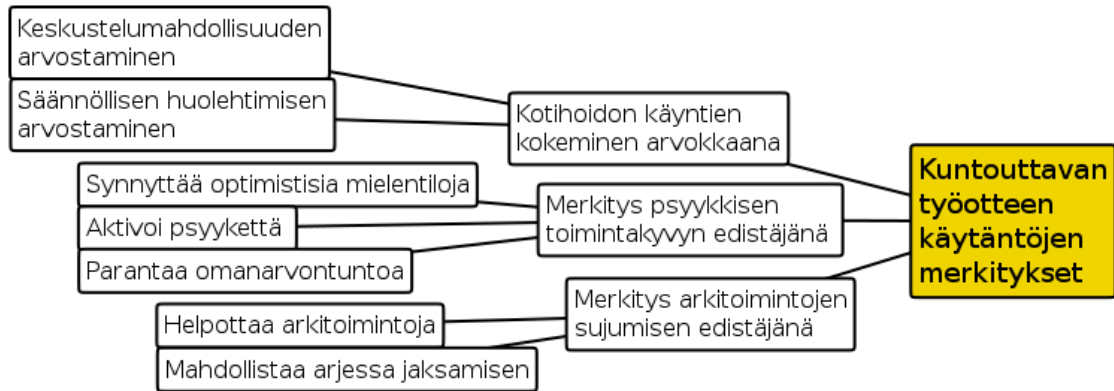 Keskustelumahdollisuuden
arvostaminen
Säännöllisen huolehtimisen
arvostaminen
Kotihoidon käyntien
kokeminen arvokkaana
Synnyttää optimistisia mielentiloja
Aktivoi psyykettä
Parantaa omanarvontuntoa
Merkitys psyykkisen
toimintakyvyn edistäjänä
Helpottaa arkitoimintoja
Mahdollistaa arjessa jaksamisen
Merkitys arkitoimintojen
sujumisen edistäjänä
Kuntouttavan
työotteen
käytäntöjen
merkitykset